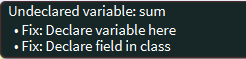 Undeclared variable: sum
• Fix: Declare variable here
• Fix: Declare field in class